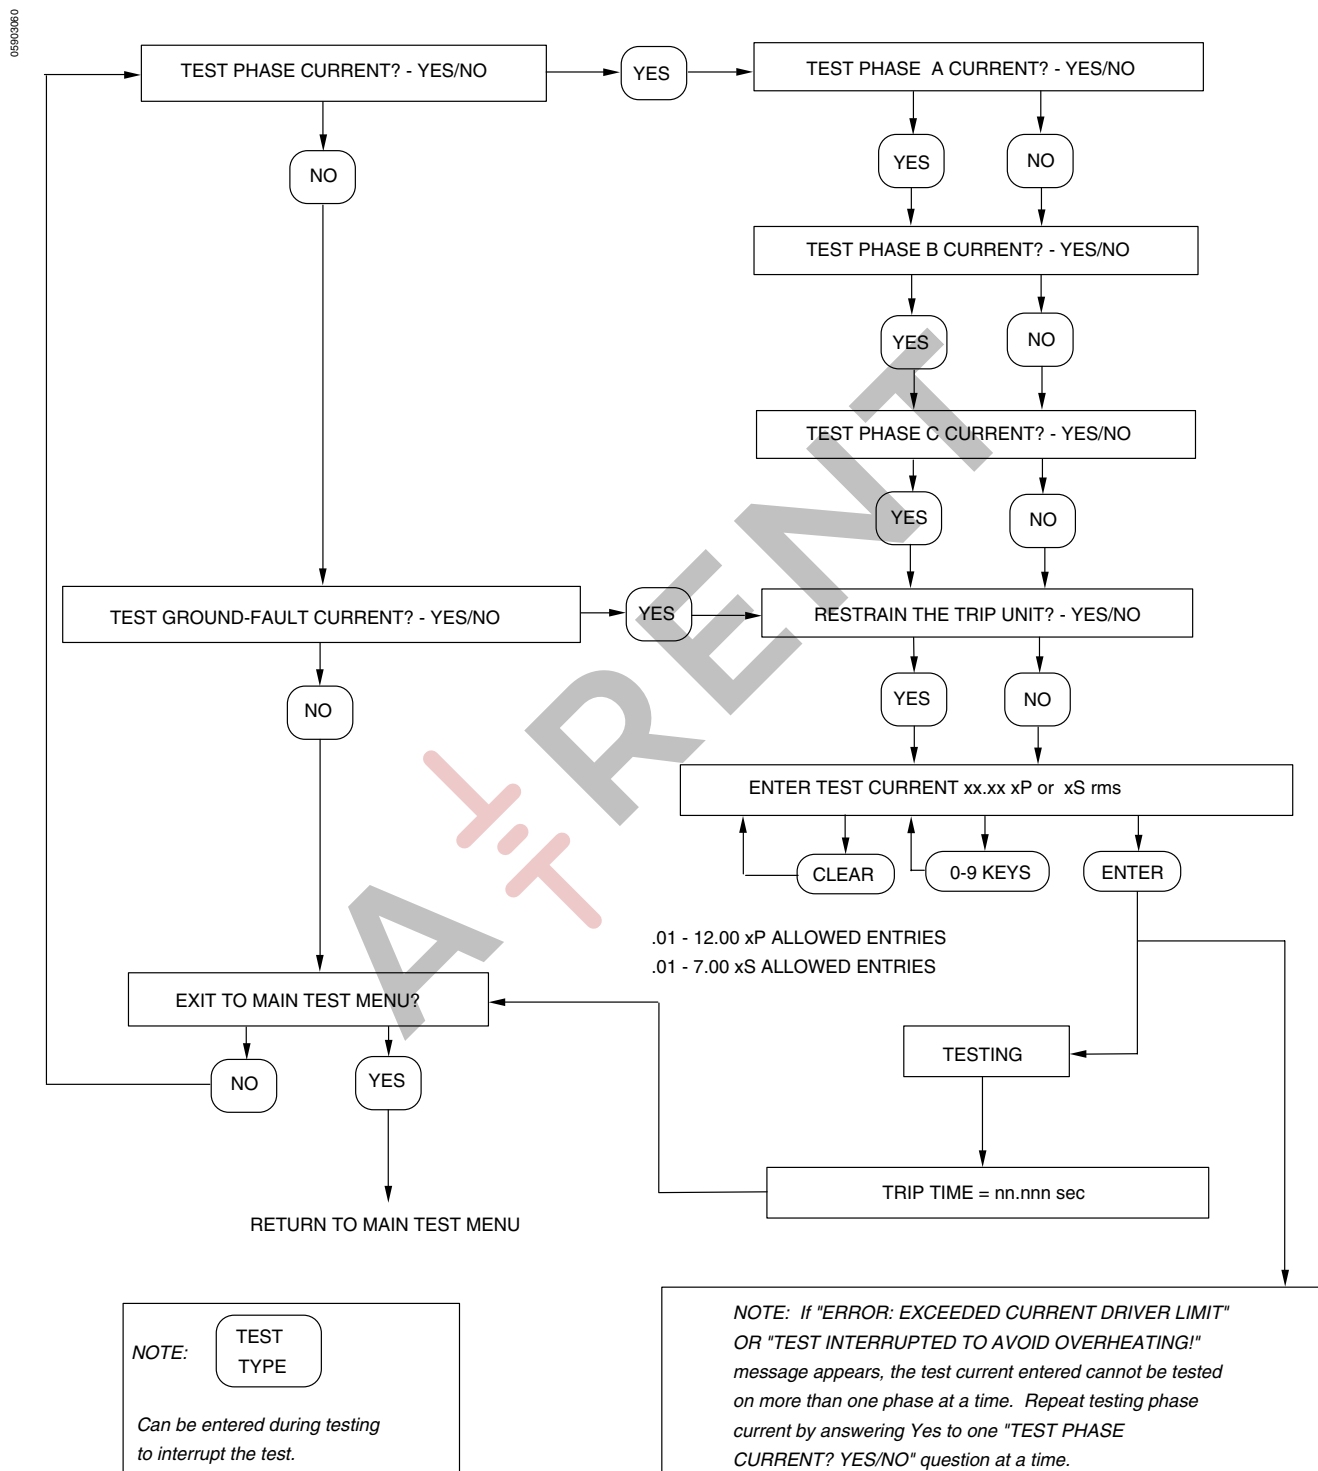 05903060
TEST PHASE CURRENT? - YES/NO
YES
TEST PHASE A CURRENT? - YES/NO
NO
YES
NO
TEST PHASE B CURRENT? - YES/NO
YES
NO
TEST PHASE C CURRENT? - YES/NO
YES
NO
TEST GROUND-FAULT CURRENT? - YES/NO
YES
RESTRAIN THE TRIP UNIT? - YES/NO
NO
YES
NO
ENTER TEST CURRENT xx.xx xP or xS rms
CLEAR
0-9 KEYS
ENTER
.01 - 12.00 xP ALLOWED ENTRIES
.01 - 7.00 xS ALLOWED ENTRIES
EXIT TO MAIN TEST MENU?
TESTING
NO
YES
TRIP TIME = nn.nnn sec
RETURN TO MAIN TEST MENU
NOTE:
TEST
TYPE
Can be entered during testing
to interrupt the test.
NOTE: If "ERROR: EXCEEDED CURRENT DRIVER LIMIT"
OR "TEST INTERRUPTED TO AVOID OVERHEATING!"
message appears, the test current entered cannot be tested
on more than one phase at a time. Repeat testing phase
current by answering Yes to one "TEST PHASE
CURRENT? YES/NO" question at a time.
A RENT